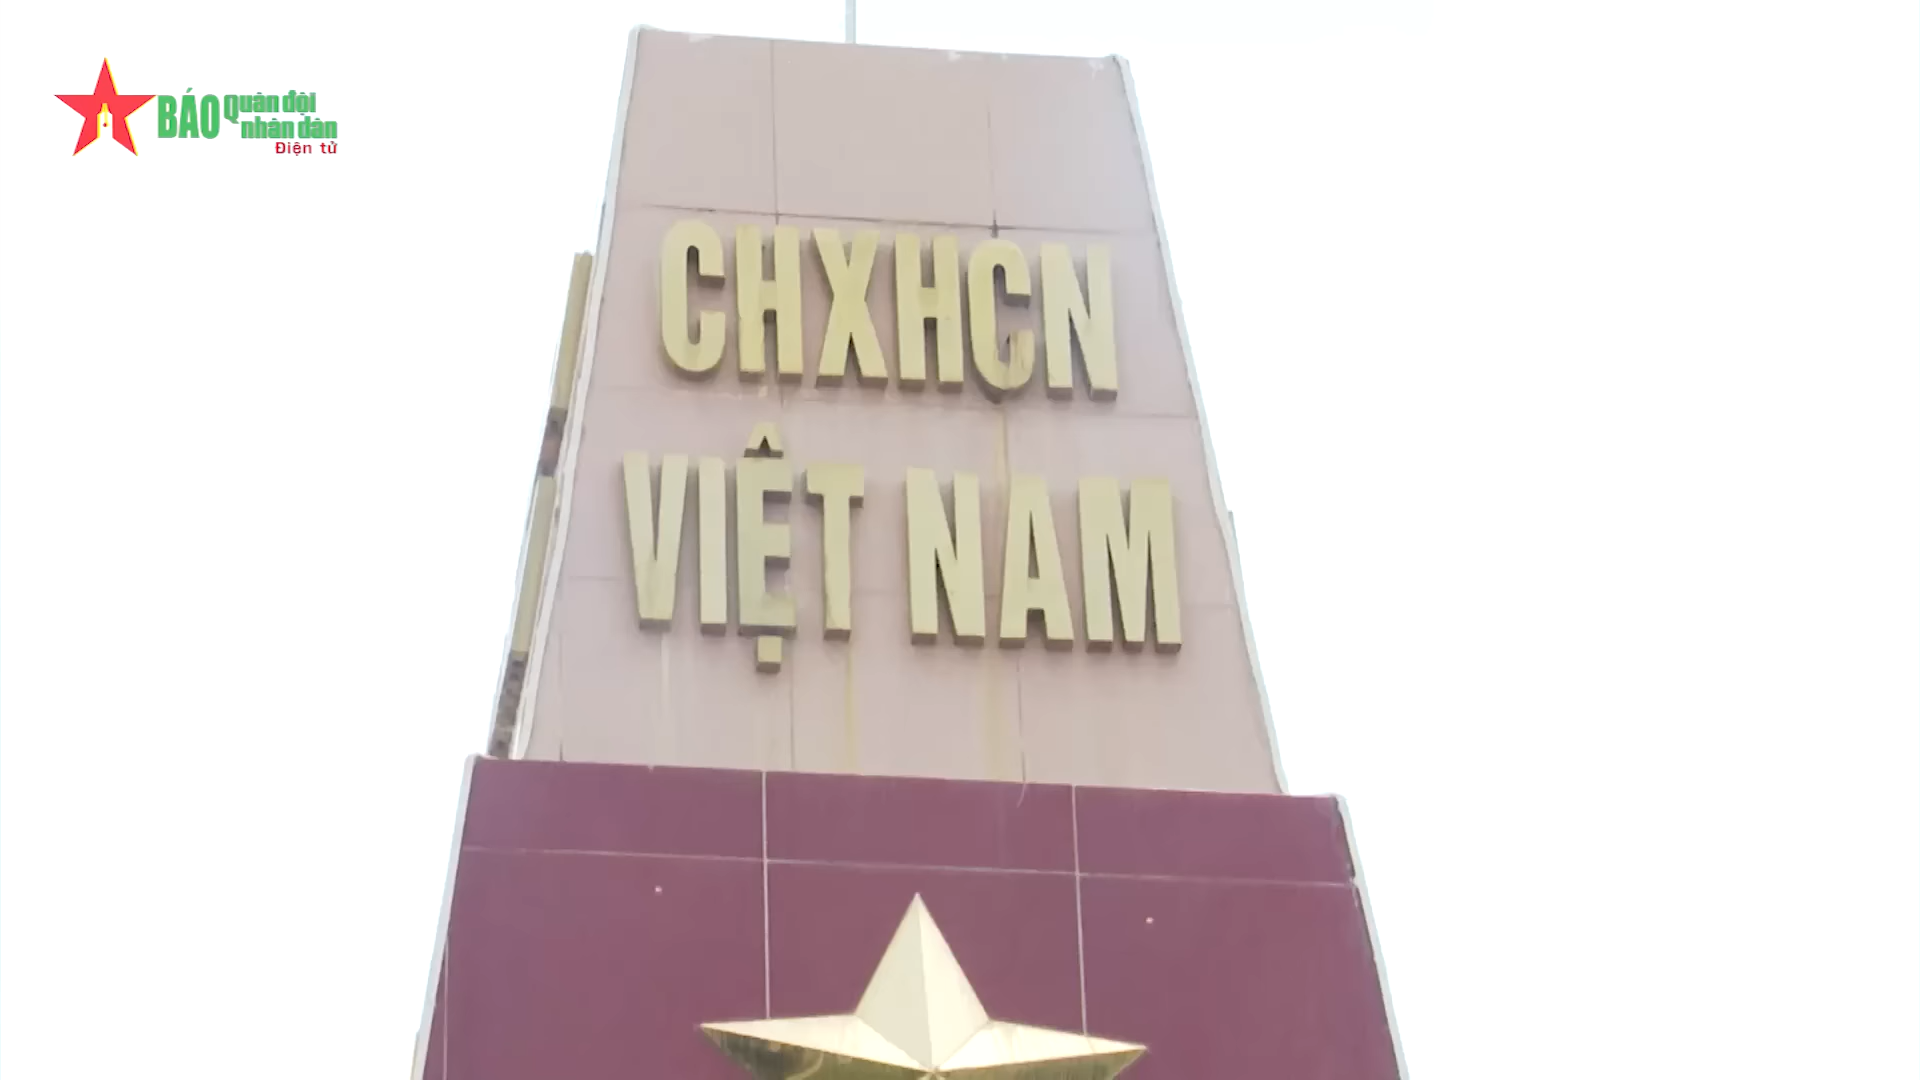 BÁO Quân đội
nhân dân
Điện tử
CHXHCN
VIỆT NAM